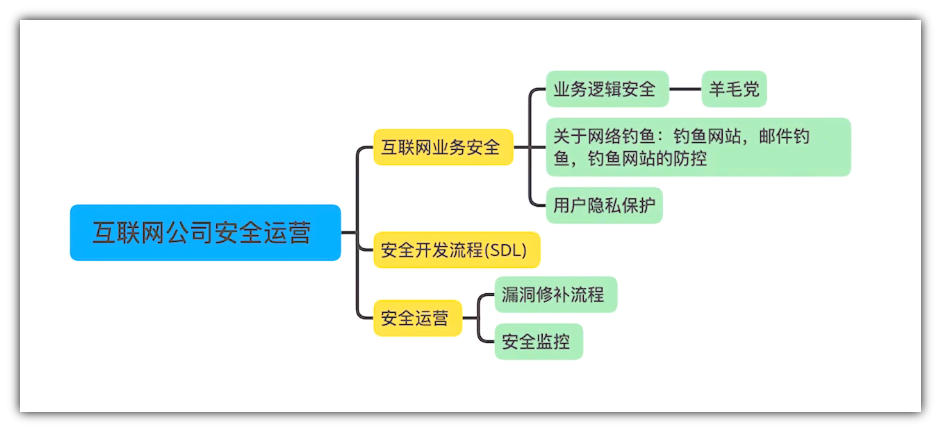 业务逻辑安全
羊毛党
互联网业务安全
关于网络钓鱼：钓鱼网站，邮件钓
鱼，钓鱼网站的防控
用户隐私保护
互联网公司安全运营
安全开发流程(SDL)
安全运营
漏洞修补流程
安全监控